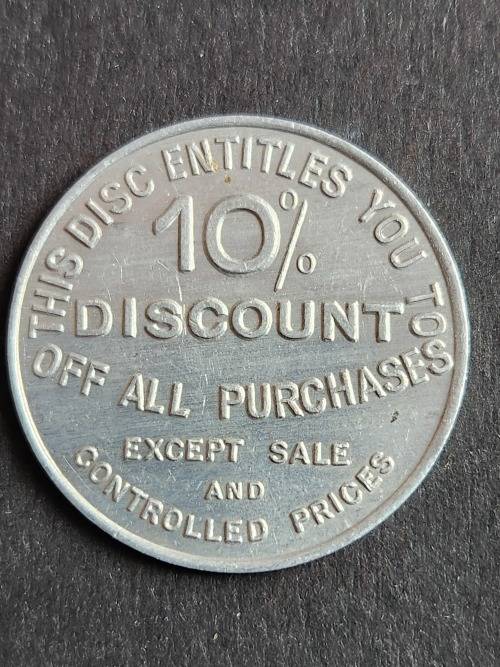 THIS DISC ENTITLES YOU TO
10%
DISCOUNT
OFF ALL PURCHASES
EXCEPT SALE
AND
CONTROLLED PRICES